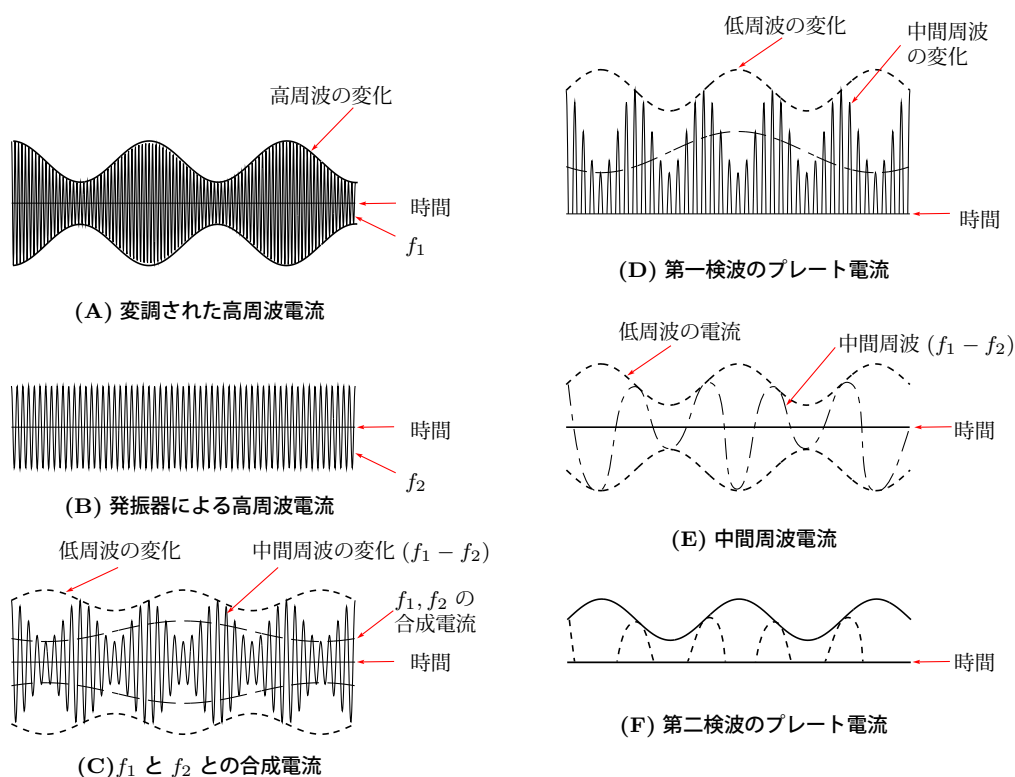 高周波の変化
時間
f₁
(A) 変調された高周波電流
時間
f₂
(B) 発振器による高周波電流
低周波の変化
中間周波の変化 (f₁ − f₂)
f₁, f₂ の
合成電流
時間
(C)f₁ と f₂ との合成電流
低周波の変化
中間周波
の変化
時間
(D) 第一検波のプレート電流
低周波の電流
中間周波 (f₁ − f₂)
時間
(E) 中間周波電流
時間
(F) 第二検波のプレート電流